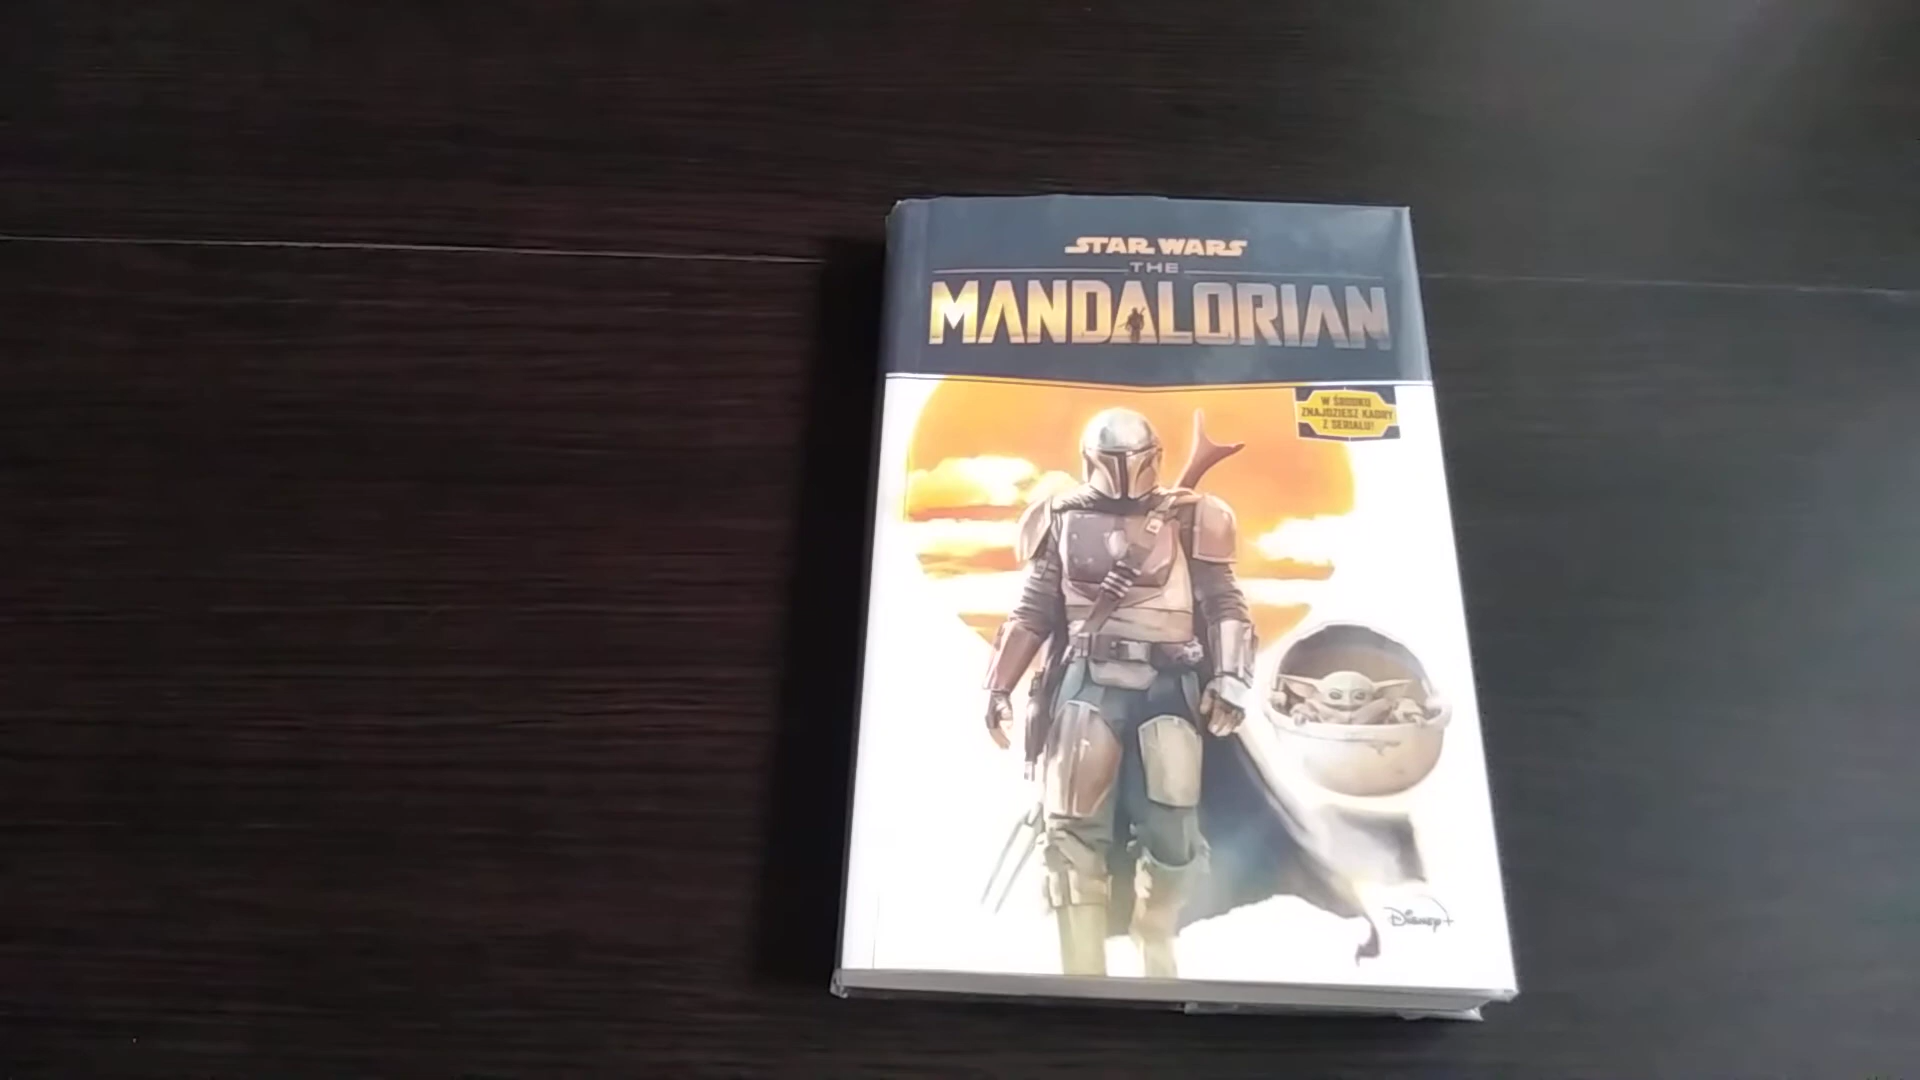 STAR WARS
THE
MANDALORIAN
W ŚRODKU
ZNAJDZIESZ KADRY
Z SERIALU!
Disney+